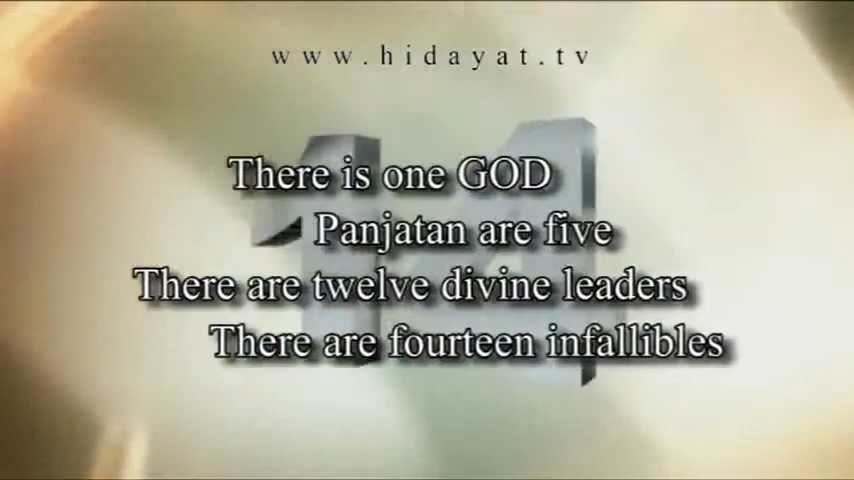 www.hidayat.tv
14
There is one GOD
Panjatan are five
There are twelve divine leaders
There are fourteen infallibles